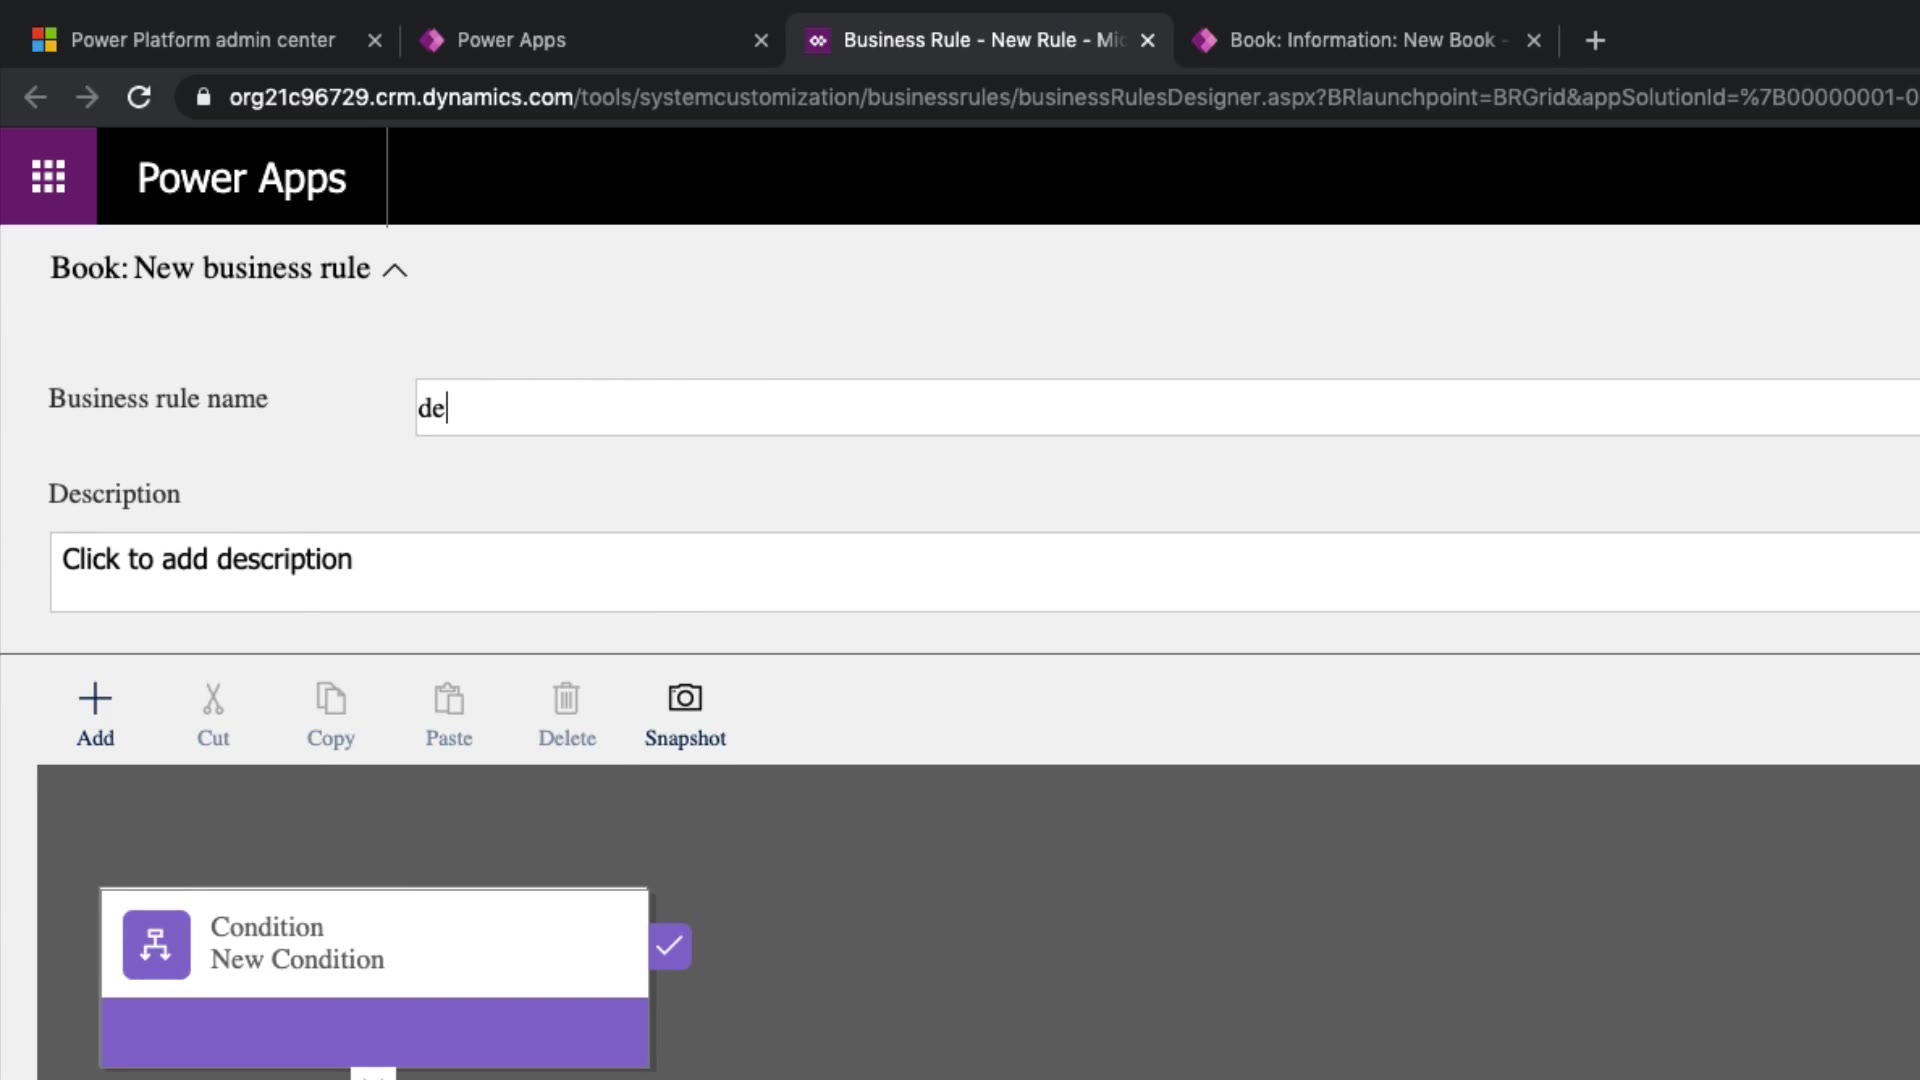 Power Platform admin center
Power Apps
Business Rule - New Rule - Mic
Book: Information: New Book -
org21c96729.crm.dynamics.com/tools/systemcustomization/businessrules/businessRulesDesigner.aspx?BRlaunchpoint=BRGrid&appSolutionId=%7B00000001-0
Power Apps
Book: New business rule
Business rule name
de
Description
Click to add description
Add
Cut
Copy
Paste
Delete
Snapshot
Condition
New Condition